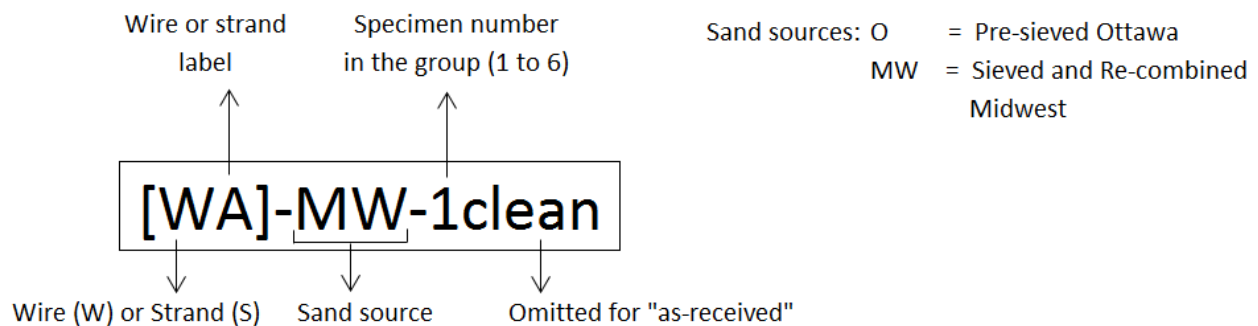 Wire or strand
label
Specimen number
in the group (1 to 6)
Sand sources: O = Pre-sieved Ottawa
MW = Sieved and Re-combined
Midwest
[WA]-MW-1clean
Wire (W) or Strand (S)
Sand source
Omitted for "as-received"